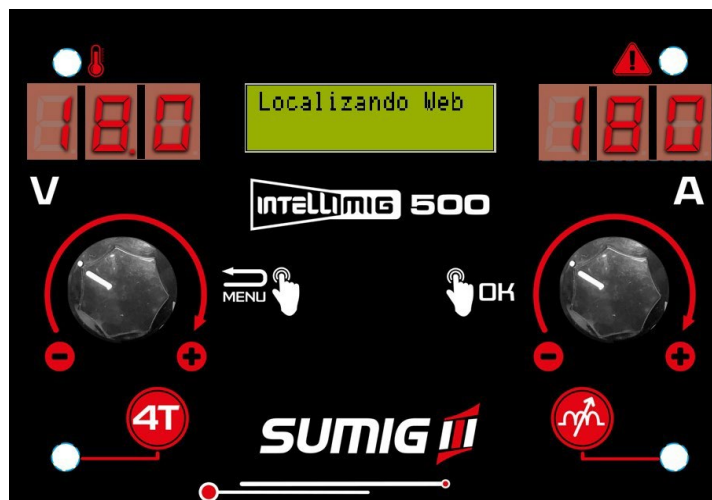 18.0
Localizando Web
180
V
INTELLIMIG 500
A
MENU
OK
4T
SUMIG